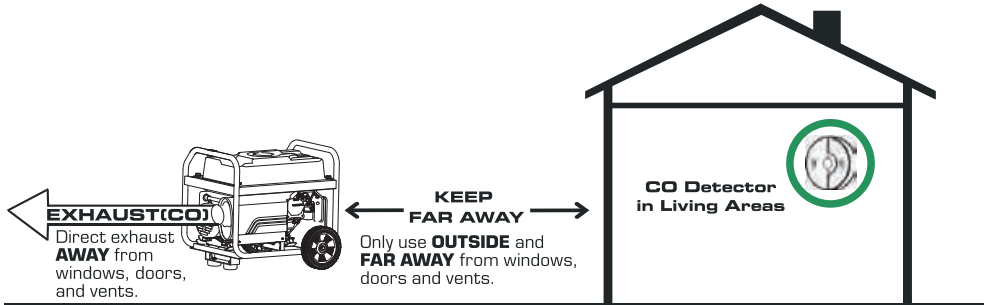 EXHAUST(CO)
Direct exhaust
AWAY from
windows, doors,
and vents.
KEEP
FAR AWAY
Only use OUTSIDE and
FAR AWAY from windows,
doors and vents.
CO Detector
in Living Areas